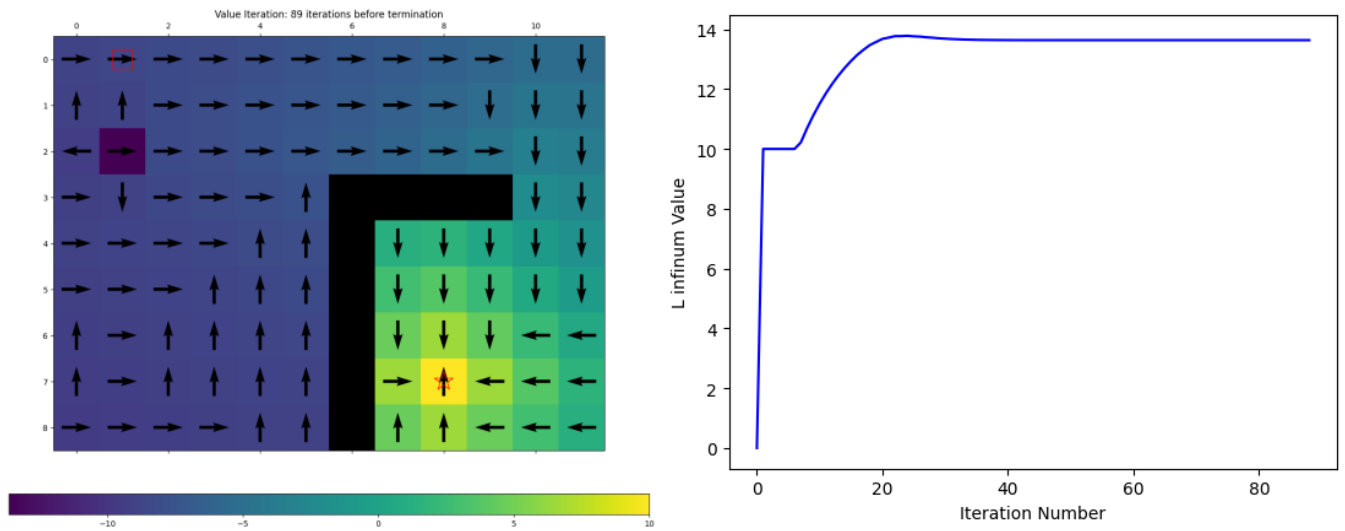 Value Iteration: 89 iterations before termination
0 2 4 6 8 10
0
1
2
3
4
5
6
7
8
−10 −5 0 5 10
14
12
10
8
6
4
2
0
L infinum Value
0 20 40 60 80
Iteration Number